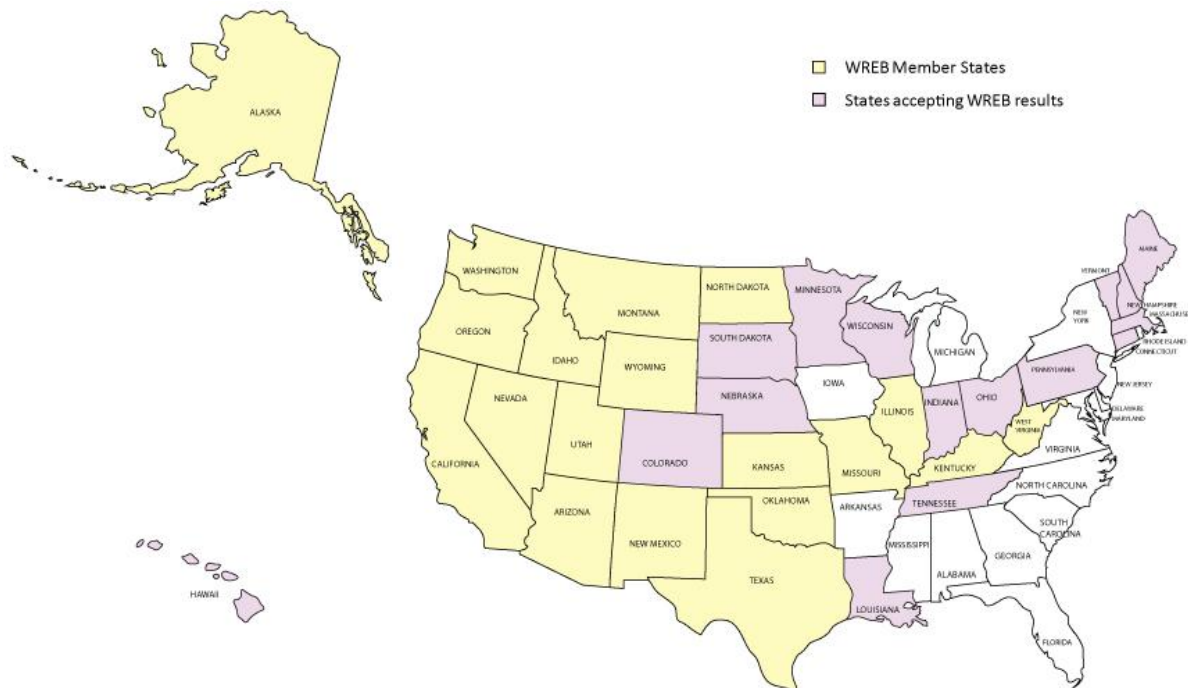 WREB Member States
States accepting WREB results
ALASKA
HAWAII
WASHINGTON
OREGON
CALIFORNIA
NEVADA
IDAHO
MONTANA
WYOMING
UTAH
COLORADO
ARIZONA
NEW MEXICO
NORTH DAKOTA
SOUTH DAKOTA
NEBRASKA
KANSAS
OKLAHOMA
TEXAS
MINNESOTA
IOWA
MISSOURI
ARKANSAS
LOUISIANA
WISCONSIN
ILLINOIS
MICHIGAN
INDIANA
OHIO
KENTUCKY
TENNESSEE
MISSISSIPPI
ALABAMA
GEORGIA
FLORIDA
SOUTH
CAROLINA
NORTH CAROLINA
VIRGINIA
WEST
VIRGINIA
PENNSYLVANIA
NEW
YORK
VERMONT
MAINE
NEW HAMPSHIRE
MASSACHUSE
RHODE ISLAND
CONNECTICUT
NEW JERSEY
DELAWARE
MARYLAND